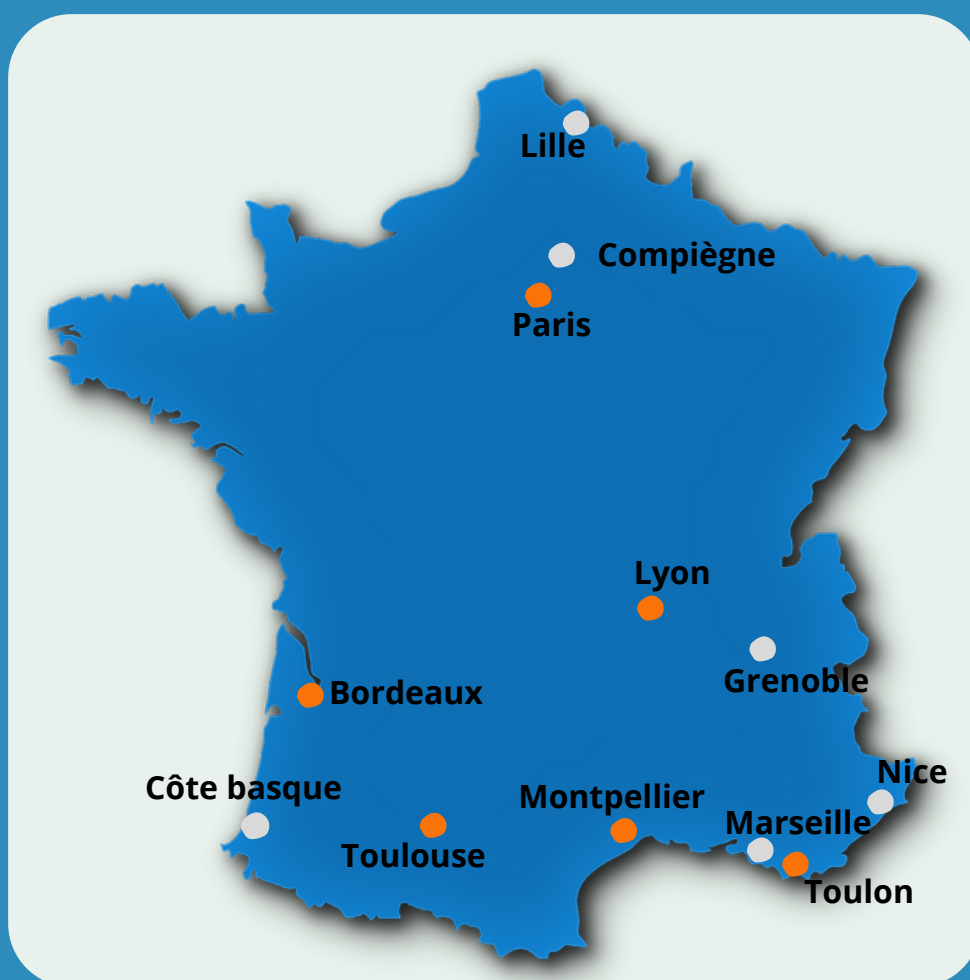 Lille
Compiègne
Paris
Lyon
Grenoble
Bordeaux
Nice
Côte basque
Montpellier
Marseille
Toulouse
Toulon